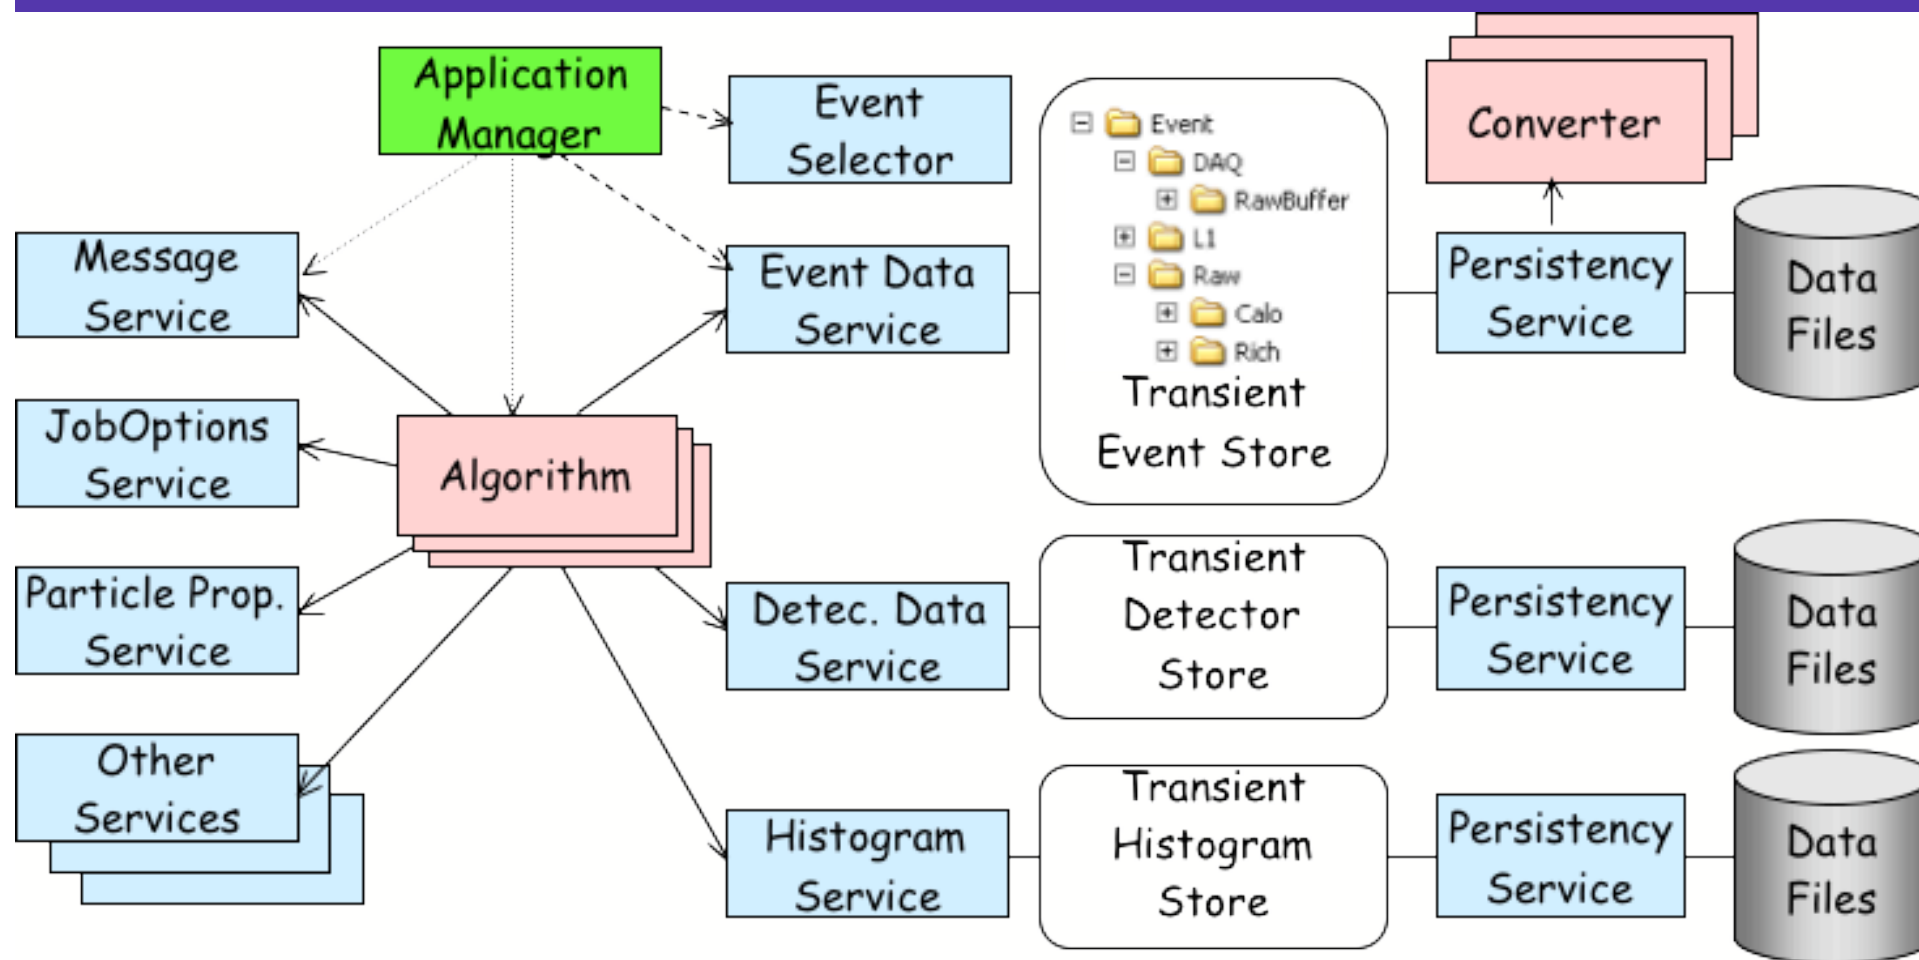 Application
Manager
Event
Selector
Event
DAQ
RawBuffer
L1
Raw
Calo
Rich
Transient
Event Store
Converter
Message
Service
Event Data
Service
Persistency
Service
Data
Files
JobOptions
Service
Algorithm
Particle Prop.
Service
Detec. Data
Service
Transient
Detector
Store
Persistency
Service
Data
Files
Other
Services
Histogram
Service
Transient
Histogram
Store
Persistency
Service
Data
Files